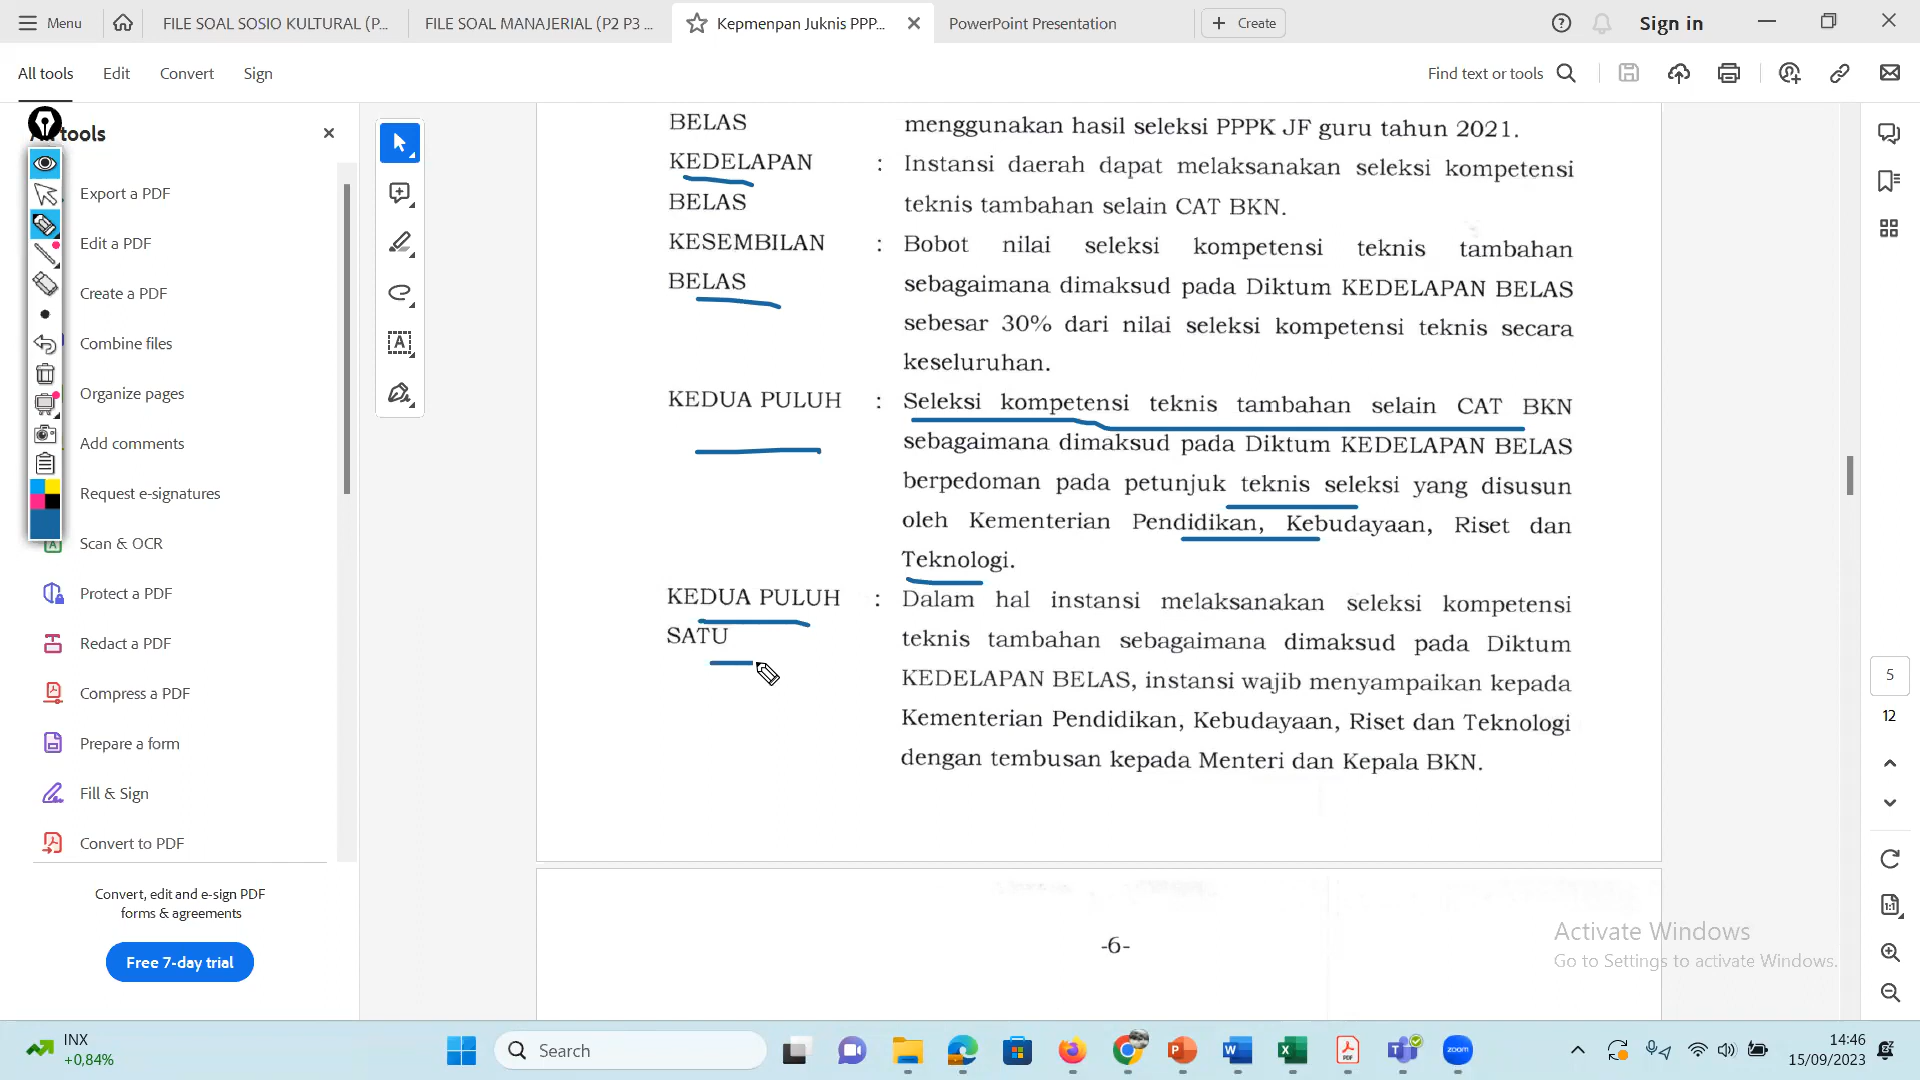 Menu
FILE SOAL SOSIO KULTURAL (P...
FILE SOAL MANAJERIAL (P2 P3 ...
Kepmenpan Juknis PPP...
PowerPoint Presentation
Create
Sign in
All tools
Edit
Convert
Sign
Find text or tools
tools
Export a PDF
Edit a PDF
Create a PDF
Combine files
Organize pages
Add comments
Request e-signatures
Scan & OCR
Protect a PDF
Redact a PDF
Compress a PDF
Prepare a form
Fill & Sign
Convert to PDF
Convert, edit and e-sign PDF
forms & agreements
Free 7-day trial
BELAS menggunakan hasil seleksi PPPK JF guru tahun 2021.
KEDELAPAN : Instansi daerah dapat melaksanakan seleksi kompetensi
BELAS teknis tambahan selain CAT BKN.
KESEMBILAN : Bobot nilai seleksi kompetensi teknis tambahan
BELAS sebagaimana dimaksud pada Diktum KEDELAPAN BELAS
sebesar 30% dari nilai seleksi kompetensi teknis secara
keseluruhan.
KEDUA PULUH : Seleksi kompetensi teknis tambahan selain CAT BKN
sebagaimana dimaksud pada Diktum KEDELAPAN BELAS
berpedoman pada petunjuk teknis seleksi yang disusun
oleh Kementerian Pendidikan, Kebudayaan, Riset dan
Teknologi.
KEDUA PULUH : Dalam hal instansi melaksanakan seleksi kompetensi
SATU teknis tambahan sebagaimana dimaksud pada Diktum
KEDELAPAN BELAS, instansi wajib menyampaikan kepada
Kementerian Pendidikan, Kebudayaan, Riset dan Teknologi
dengan tembusan kepada Menteri dan Kepala BKN.
-6-
5
12
1:1
Activate Windows
Go to Settings to activate Windows.
INX
+0,84%
Search
zoom
14:46
15/09/2023